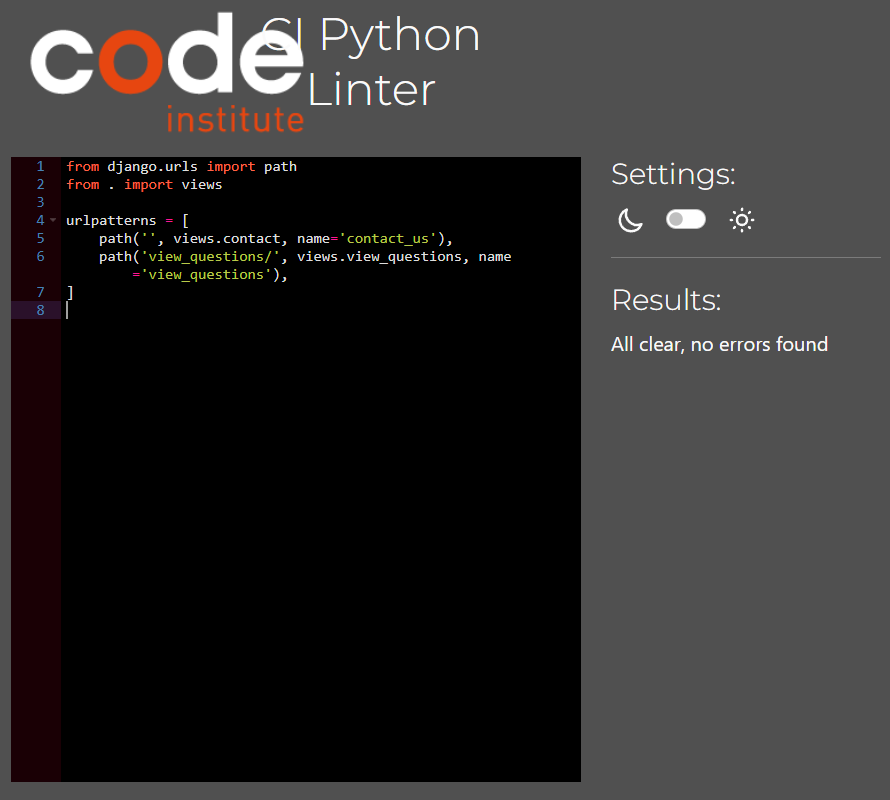 code
institute
CI Python
Linter
1 from django.urls import path
2 from . import views
3
4 urlpatterns = [
5     path('', views.contact, name='contact_us'),
6     path('view_questions/', views.view_questions, name
        ='view_questions'),
7 ]
8
Settings:
Results:
All clear, no errors found